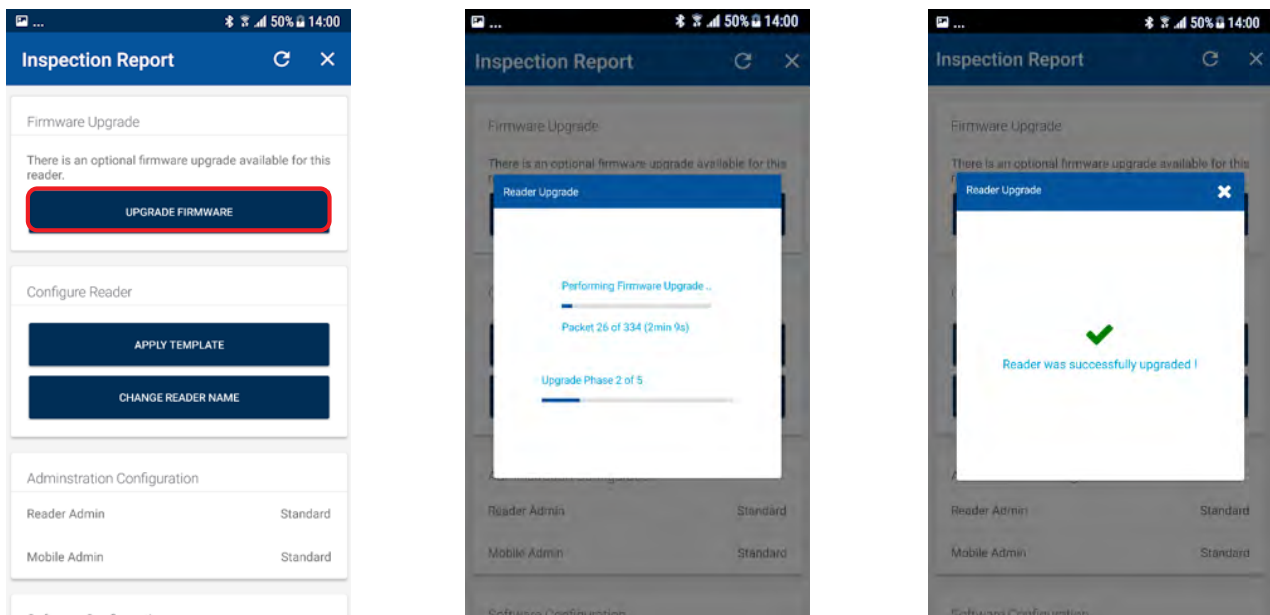 ... 50% 14:00
Inspection Report
Firmware Upgrade
There is an optional firmware upgrade available for this
reader.
UPGRADE FIRMWARE
Configure Reader
APPLY TEMPLATE
CHANGE READER NAME
Adminstration Configuration
Reader Admin Standard
Mobile Admin Standard
... 50% 14:00
Inspection Report
Firmware Upgrade
There is an optional firmware upgrade available for this
Reader Upgrade
Performing Firmware Upgrade ..
Packet 26 of 334 (2min 9s)
Upgrade Phase 2 of 5
Reader Admin Standard
Mobile Admin Standard
Software Configuration
... 50% 14:00
Inspection Report
Firmware Upgrade
There is an optional firmware upgrade available for this
Reader Upgrade
Reader was successfully upgraded !
Reader Admin Standard
Mobile Admin Standard
Software Configuration